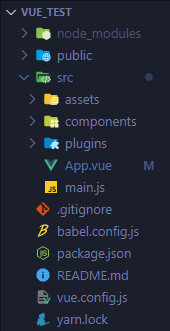 VUE_TEST
node_modules
public
src
assets
components
plugins
App.vue M
main.js
.gitignore
babel.config.js
package.json
README.md
vue.config.js
yarn.lock